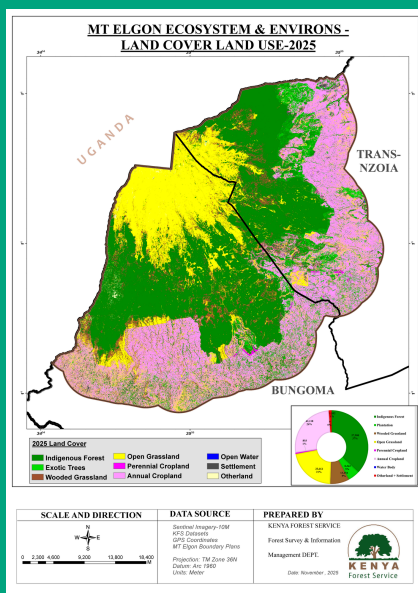 MT ELGON ECOSYSTEM & ENVIRONS -
LAND COVER LAND USE-2025
UGANDA
TRANS-
NZOIA
BUNGOMA
2025 Land Cover
Indigenous Forest
Exotic Trees
Wooded Grassland
Open Grassland
Perennial Cropland
Annual Cropland
Open Water
Settlement
Otherland
Indigenous Forest
Plantation
Wooded Grassland
Open Grassland
Perennial Cropland
Annual Cropland
Water Body
Otherland + Settlement
SCALE AND DIRECTION
N
W
E
S
0 2,300 4,600 9,200 13,800 18,400
M
DATA SOURCE
Sentinel Imagery-10M
KFS Datasets
GPS Coordinates
MT Elgon Boundary Plans
Projection: TM Zone 36N
Datum: Arc 1960
Units: Meter
PREPARED BY
KENYA FOREST SERVICE
Forest Survey & Information
Management DEPT.
Date: November , 2025
KENYA
Forest Service